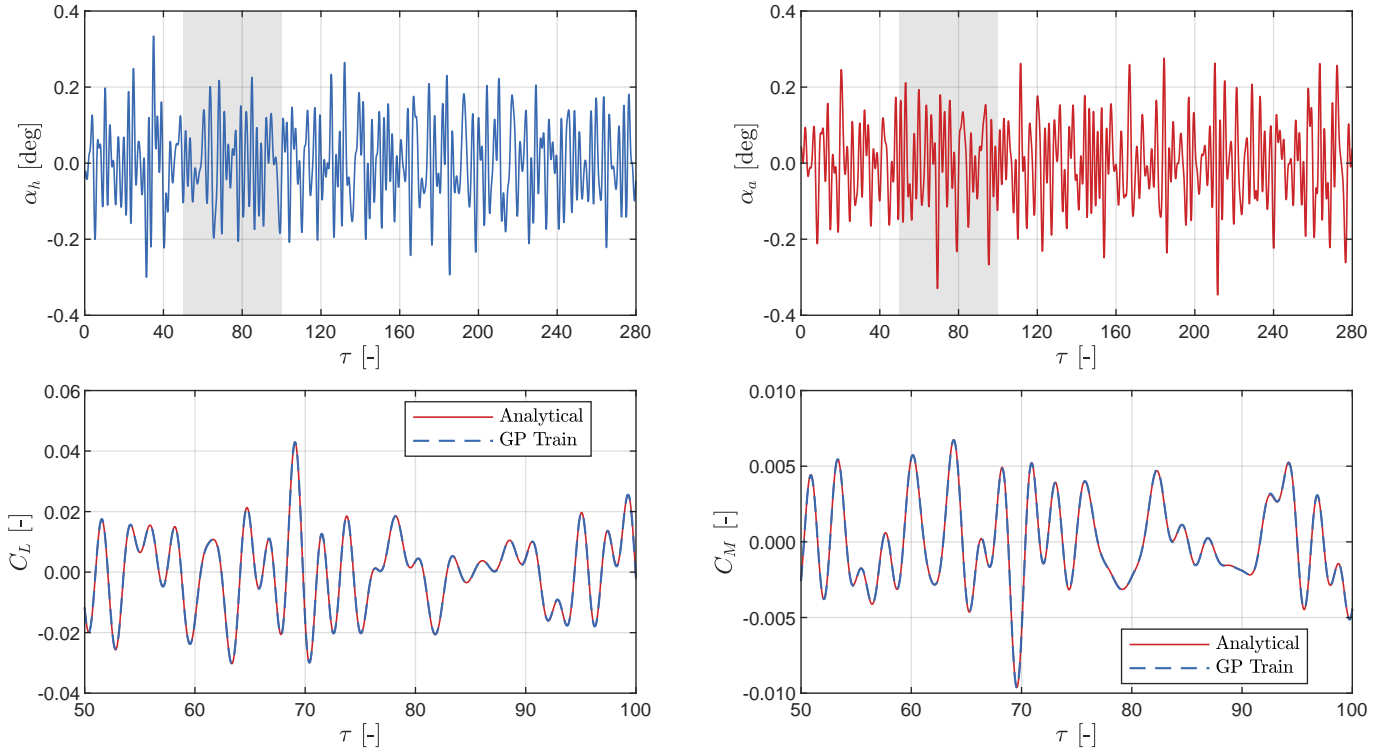 0.4
0.2
0.0
-0.2
-0.4
α_h [deg]
0 40 80 120 160 200 240 280
τ [-]
0.4
0.2
0.0
-0.2
-0.4
α_a [deg]
0 40 80 120 160 200 240 280
τ [-]
0.06
0.04
0.02
0.00
-0.02
-0.04
C_L [-]
Analytical
GP Train
50 60 70 80 90 100
τ [-]
0.010
0.005
0.000
-0.005
-0.010
C_M [-]
Analytical
GP Train
50 60 70 80 90 100
τ [-]